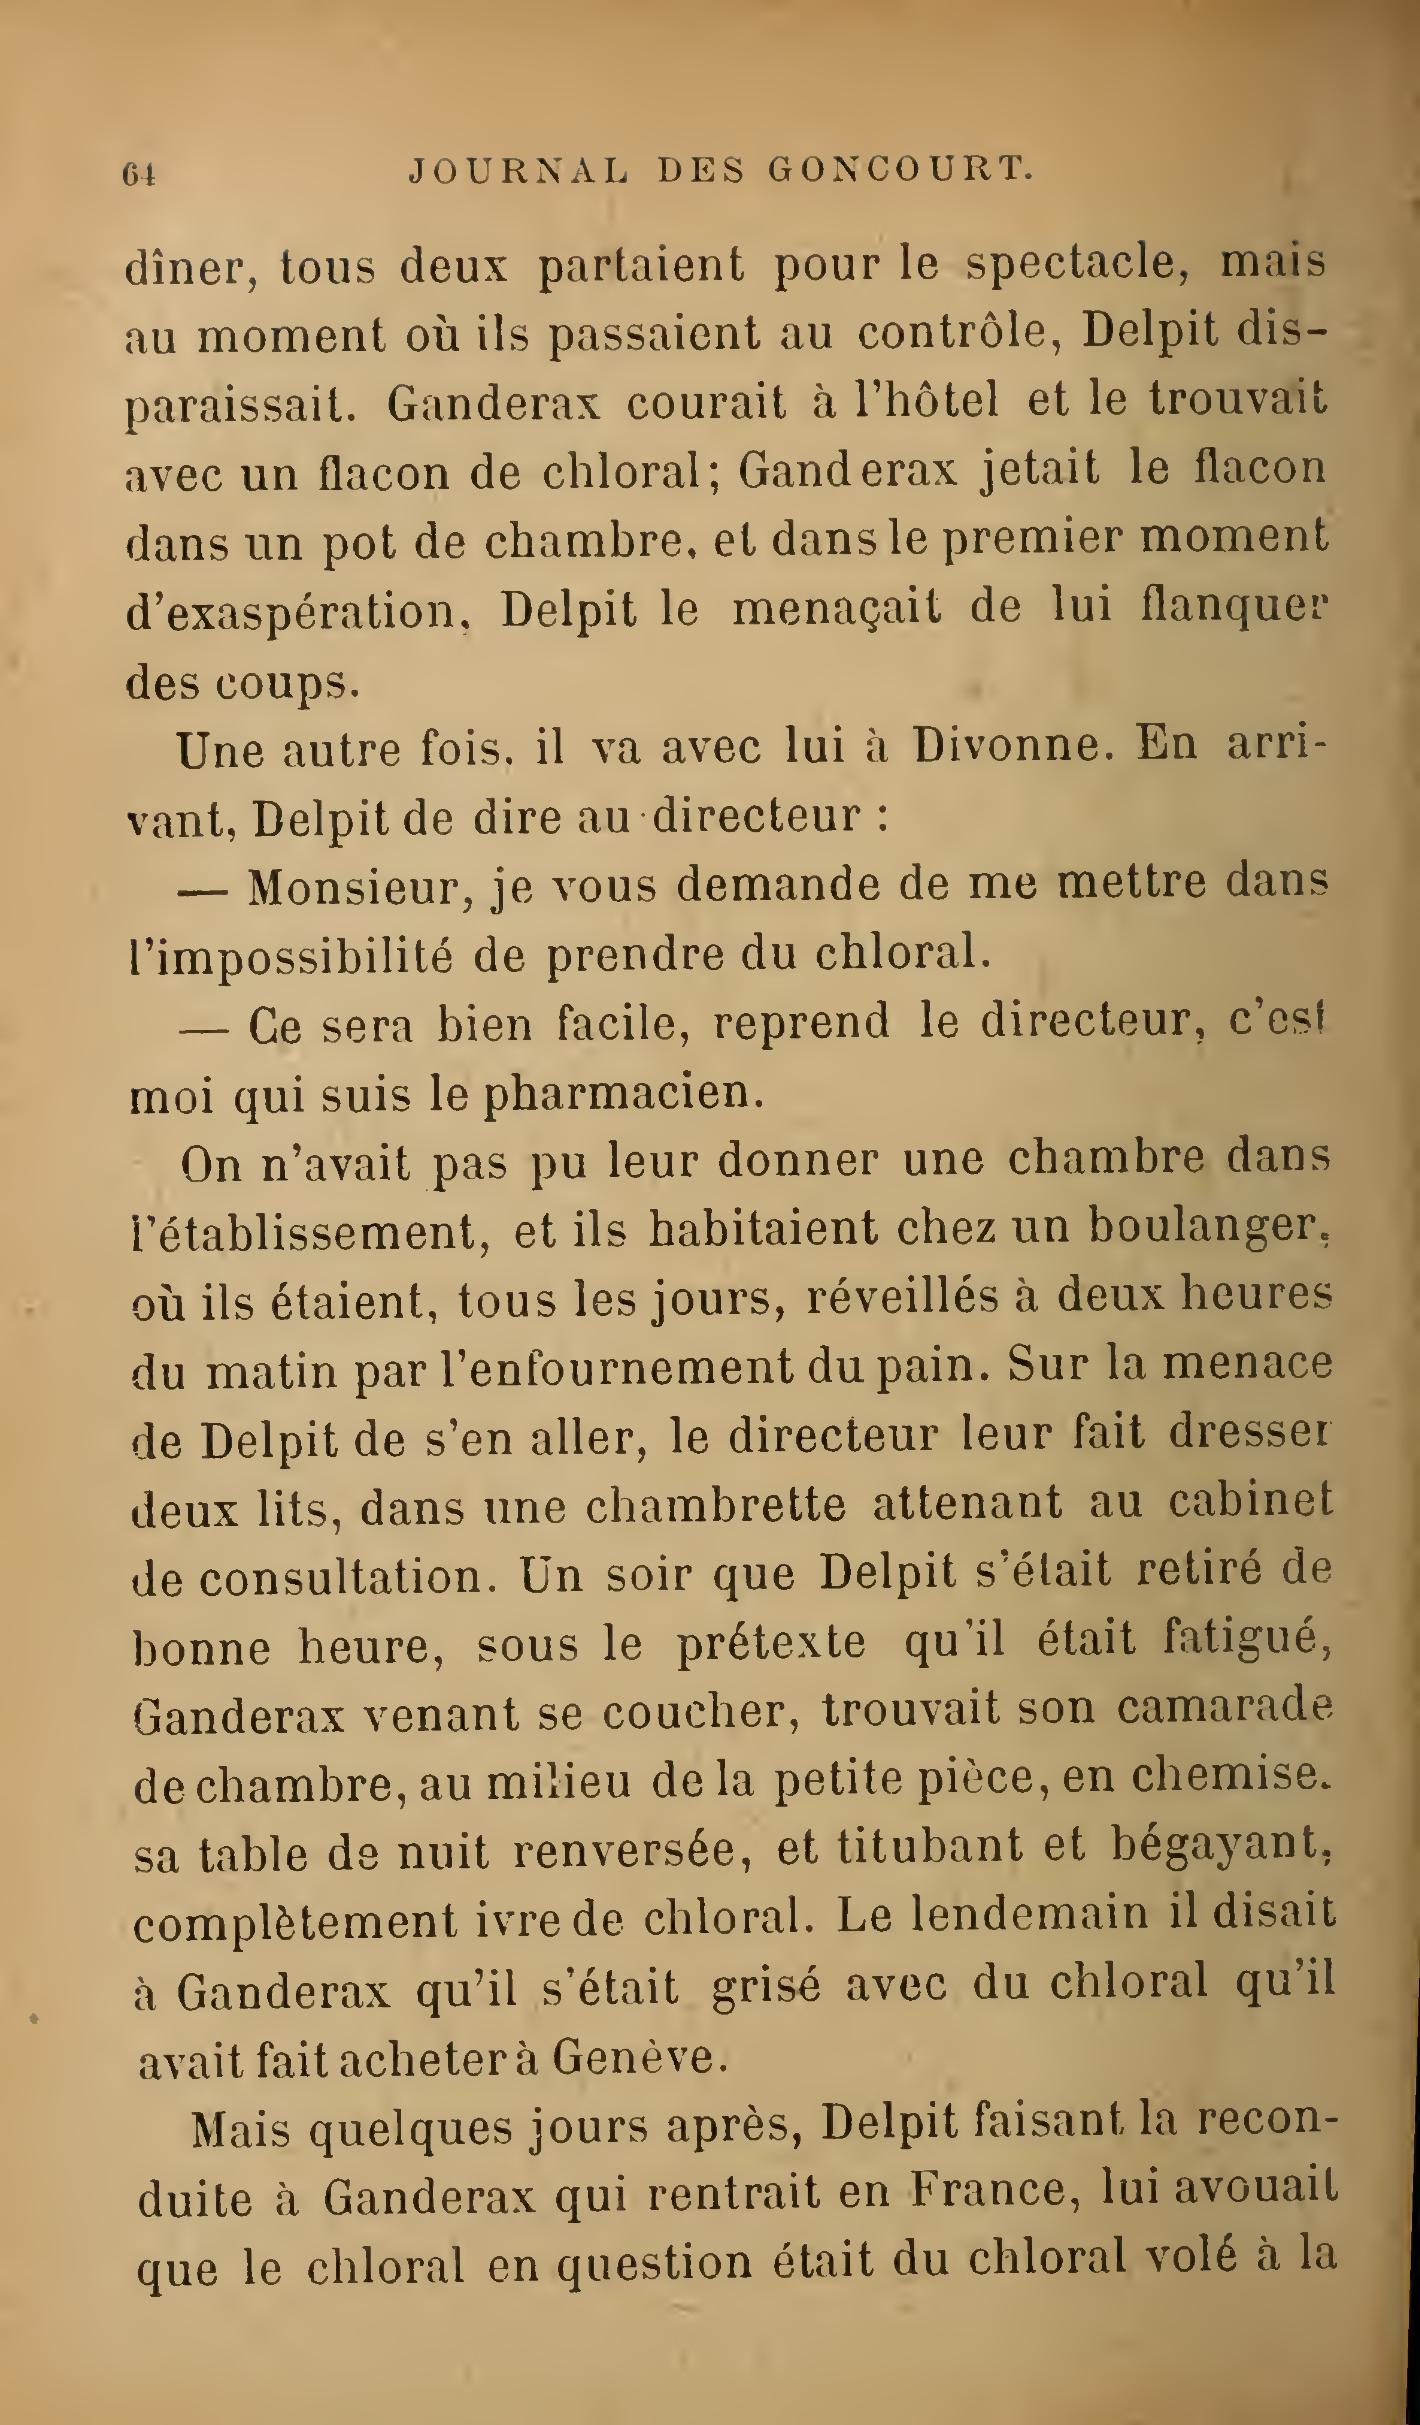 64 JOURNAL DES GONCOURT.
dîner, tous deux partaient pour le spectacle, mais
au moment où ils passaient au contrôle, Delpit dis-
paraissait. Ganderax courait à l'hôtel et le trouvait
avec un flacon de chloral; Ganderax jetait le flacon
dans un pot de chambre, et dans le premier moment
d'exaspération, Delpit le menaçait de lui flanquer
des coups.
Une autre fois, il va avec lui à Divonne. En arri-
vant, Delpit de dire au directeur :
— Monsieur, je vous demande de me mettre dans
l'impossibilité de prendre du chloral.
— Ce sera bien facile, reprend le directeur, c'est
moi qui suis le pharmacien.
On n'avait pas pu leur donner une chambre dans
l'établissement, et ils habitaient chez un boulanger,
où ils étaient, tous les jours, réveillés à deux heures
du matin par l'enfournement du pain. Sur la menace
de Delpit de s'en aller, le directeur leur fait dresser
deux lits, dans une chambrette attenant au cabinet
de consultation. Un soir que Delpit s'était retiré de
bonne heure, sous le prétexte qu'il était fatigué,
Ganderax venant se coucher, trouvait son camarade
de chambre, au milieu de la petite pièce, en chemise,
sa table de nuit renversée, et titubant et bégayant,
complètement ivre de chloral. Le lendemain il disait
à Ganderax qu'il s'était grisé avec du chloral qu'il
avait fait acheter à Genève.
Mais quelques jours après, Delpit faisant la recon-
duite à Ganderax qui rentrait en France, lui avouait
que le chloral en question était du chloral volé à la